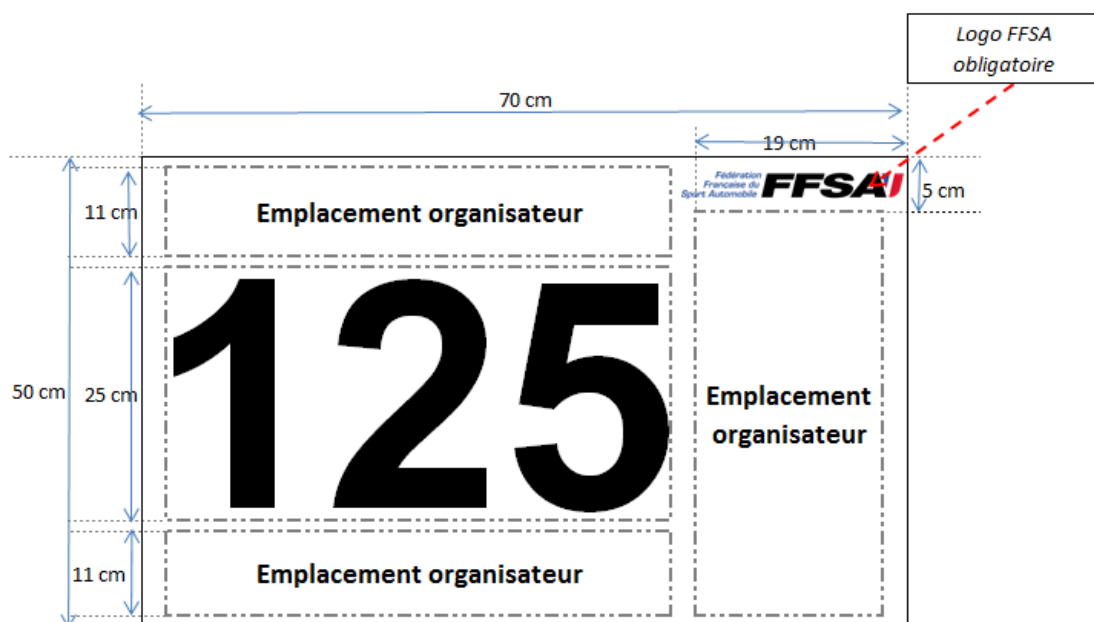 Logo FFSA
obligatoire
70 cm
19 cm
Fédération
Française du
Sport Automobile
FFSA
5 cm
11 cm
Emplacement organisateur
125
50 cm
25 cm
Emplacement
organisateur
11 cm
Emplacement organisateur